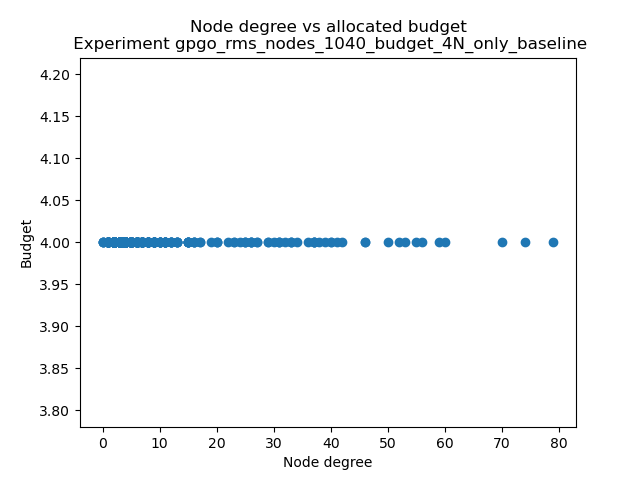 Node degree vs allocated budget
Experiment gpgo_rms_nodes_1040_budget_4N_only_baseline
4.20
4.15
4.10
4.05
4.00
3.95
3.90
3.85
3.80
Budget
0 10 20 30 40 50 60 70 80
Node degree